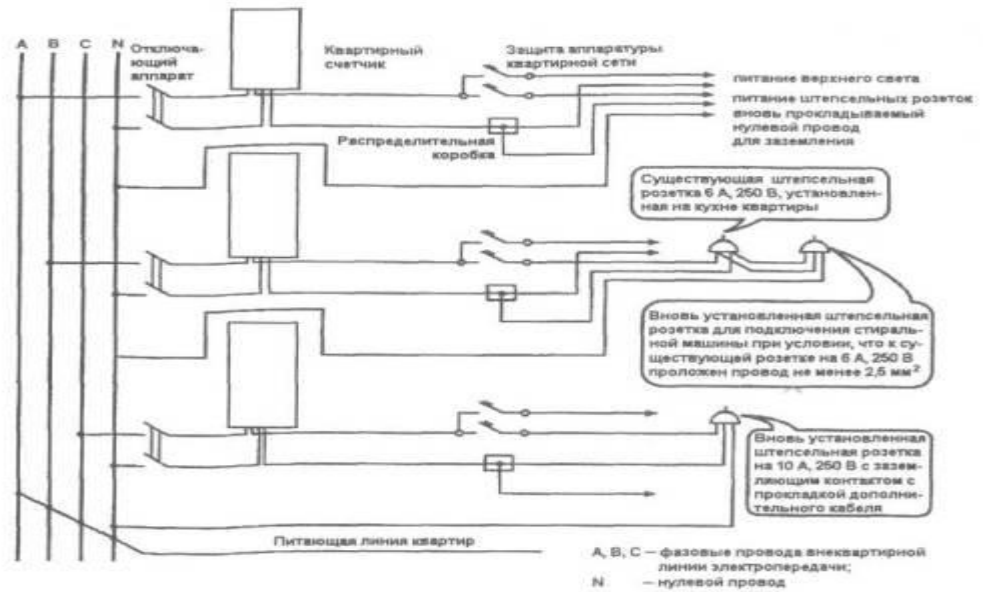 A B C N
Отключа-
ющий
аппарат
Квартирный
счетчик
Защита аппаратуры
квартирной сети
питание верхнего света
питание штепсельных розеток
вновь прокладываемый
нулевой провод
для заземления
Распределительная
коробка
Существующая штепсельная
розетка 6 А, 250 В, установлен-
ная на кухне квартиры
Вновь установленная штепсельная
розетка для подключения стираль-
ной машины при условии, что к су-
ществующей розетке на 6 А, 250 В
проложен провод не менее 2,5 мм²
Вновь установленная
штепсельная розетка
на 10 А, 250 В с зазем-
ляющим контактом с
прокладкой дополни-
тельного кабеля
Питающая линия квартир
А, В, С – фазовые провода внеквартирной
линии электропередачи;
N – нулевой провод